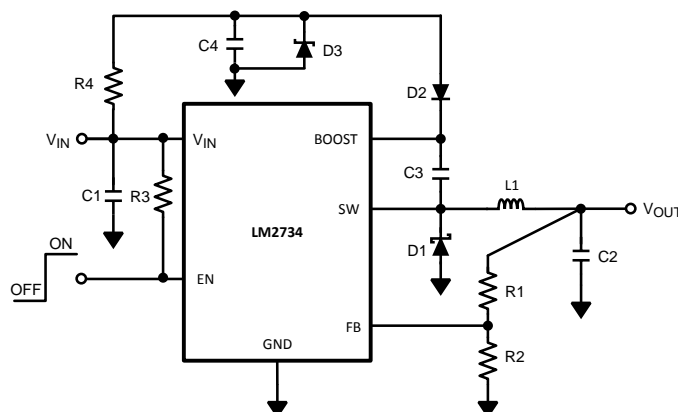 C4
D3
R4
D2
VIN
VIN
BOOST
C3
C1
R3
L1
SW
VOUT
ON
LM2734
D1
C2
OFF
EN
R1
FB
GND
R2